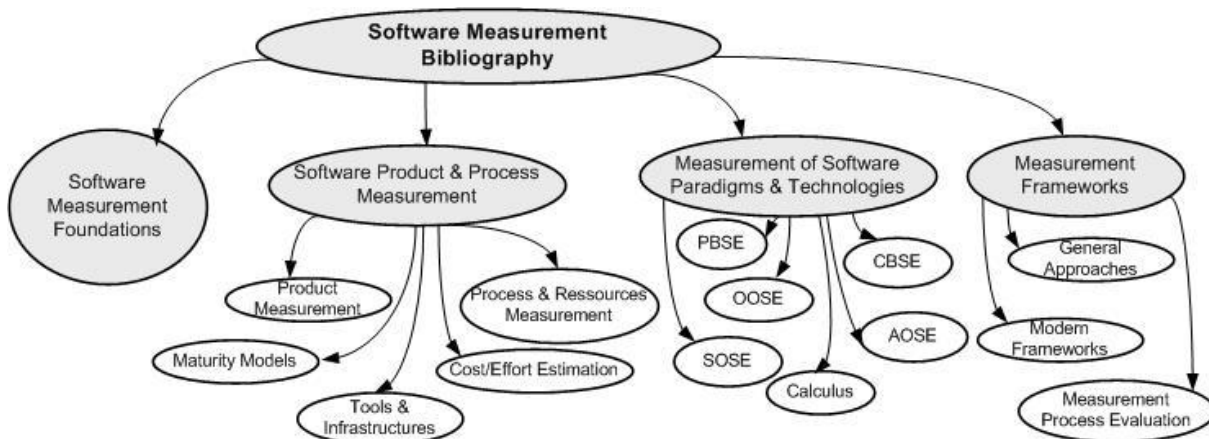 Software Measurement
Bibliography
Software
Measurement
Foundations
Software Product & Process
Measurement
Measurement of Software
Paradigms & Technologies
Measurement
Frameworks
Product
Measurement
Process & Ressources
Measurement
Maturity Models
Cost/Effort Estimation
Tools &
Infrastructures
PBSE
CBSE
OOSE
AOSE
SOSE
Calculus
General
Approaches
Modern
Frameworks
Measurement
Process Evaluation